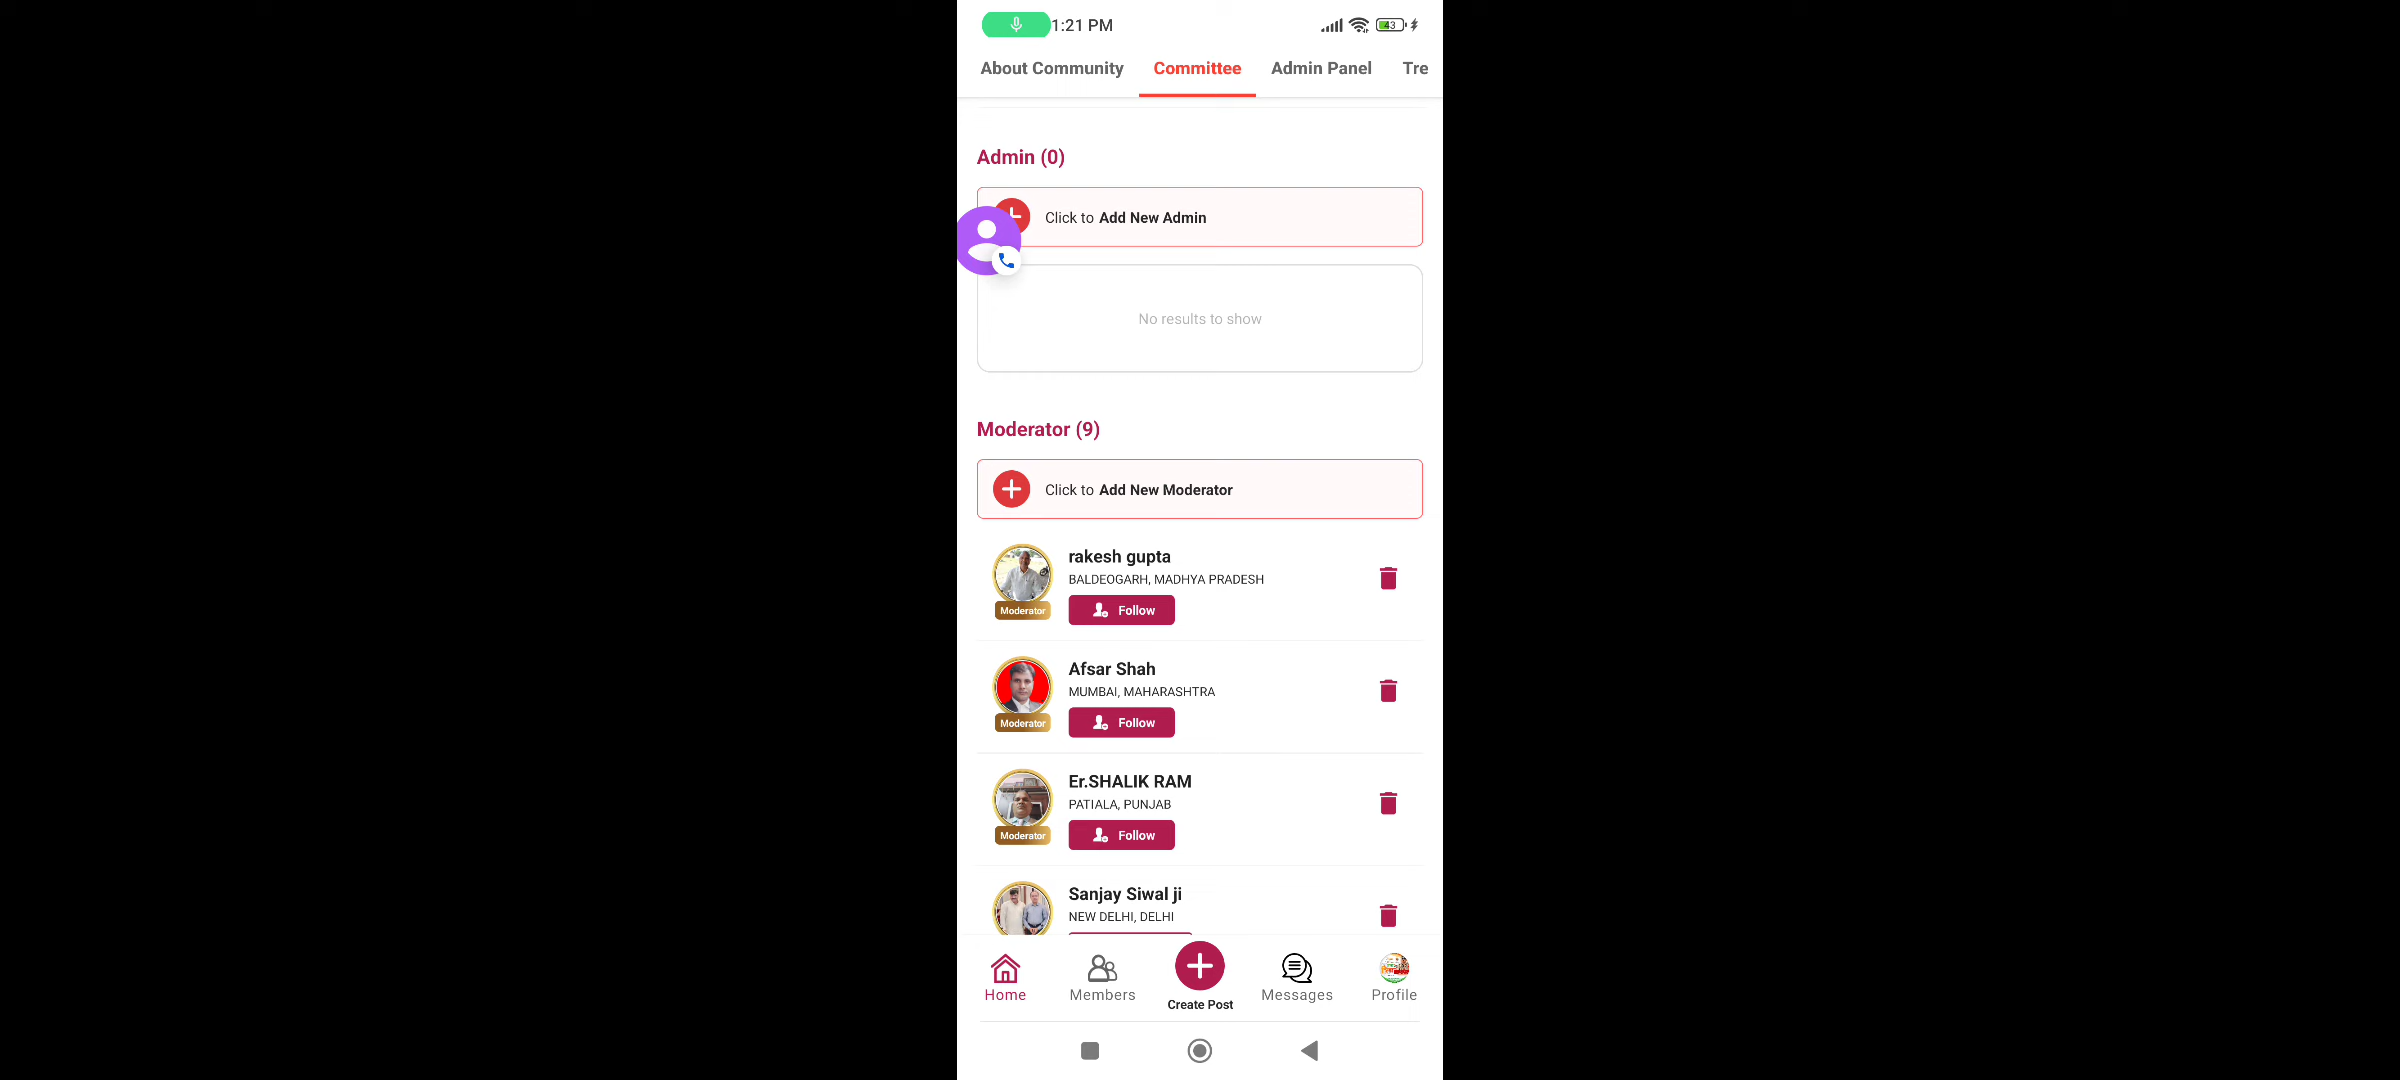 1:21 PM
43
About Community
Committee
Admin Panel
Tre
Admin (0)
Click to Add New Admin
No results to show
Moderator (9)
Click to Add New Moderator
rakesh gupta
BALDEOGARH, MADHYA PRADESH
Moderator
Follow
Afsar Shah
MUMBAI, MAHARASHTRA
Moderator
Follow
Er.SHALIK RAM
PATIALA, PUNJAB
Moderator
Follow
Sanjay Siwal ji
NEW DELHI, DELHI
Home
Members
Create Post
Messages
Profile